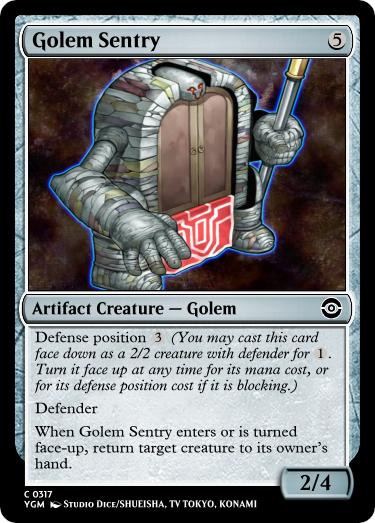 Golem Sentry 5
Artifact Creature — Golem
Defense position 3 (You may cast this card
face down as a 2/2 creature with defender for 1.
Turn it face up at any time for its mana cost, or
for its defense position cost if it is blocking.)
Defender
When Golem Sentry enters or is turned
face-up, return target creature to its owner's
hand.
2/4
C 0317
YGM STUDIO DICE/SHUEISHA, TV TOKYO, KONAMI